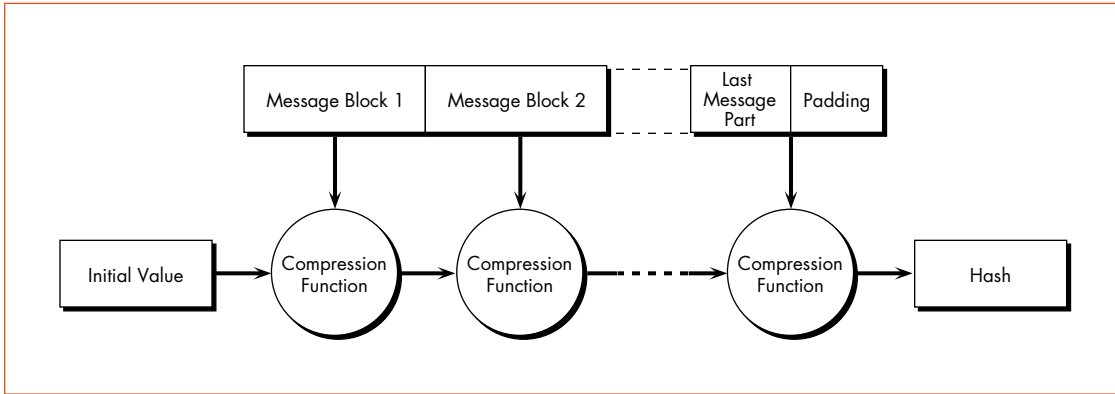 Message Block 1
Message Block 2
Last
Message
Part
Padding
Initial Value
Compression
Function
Compression
Function
Compression
Function
Hash